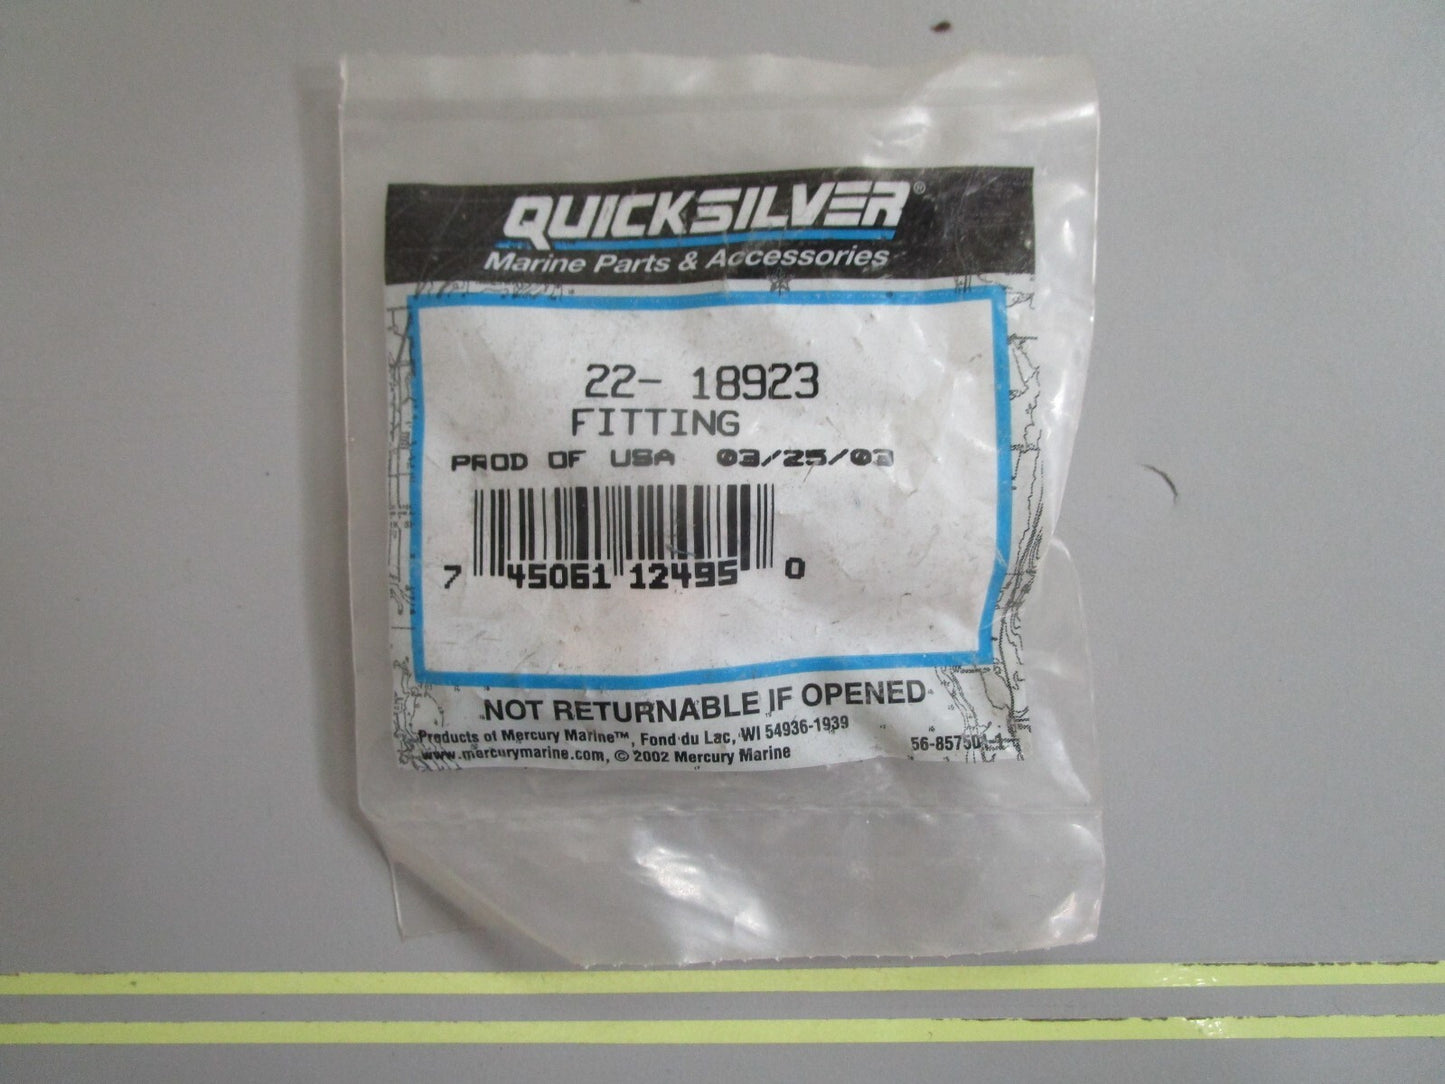 QUICKSILVER®
Marine Parts & Accessories
22- 18923
FITTING
PROD OF USA 03/25/03
7 45061 12495 0
NOT RETURNABLE IF OPENED
Products of Mercury Marine™, Fond du Lac, WI 54936-1939
www.mercurymarine.com, © 2002 Mercury Marine